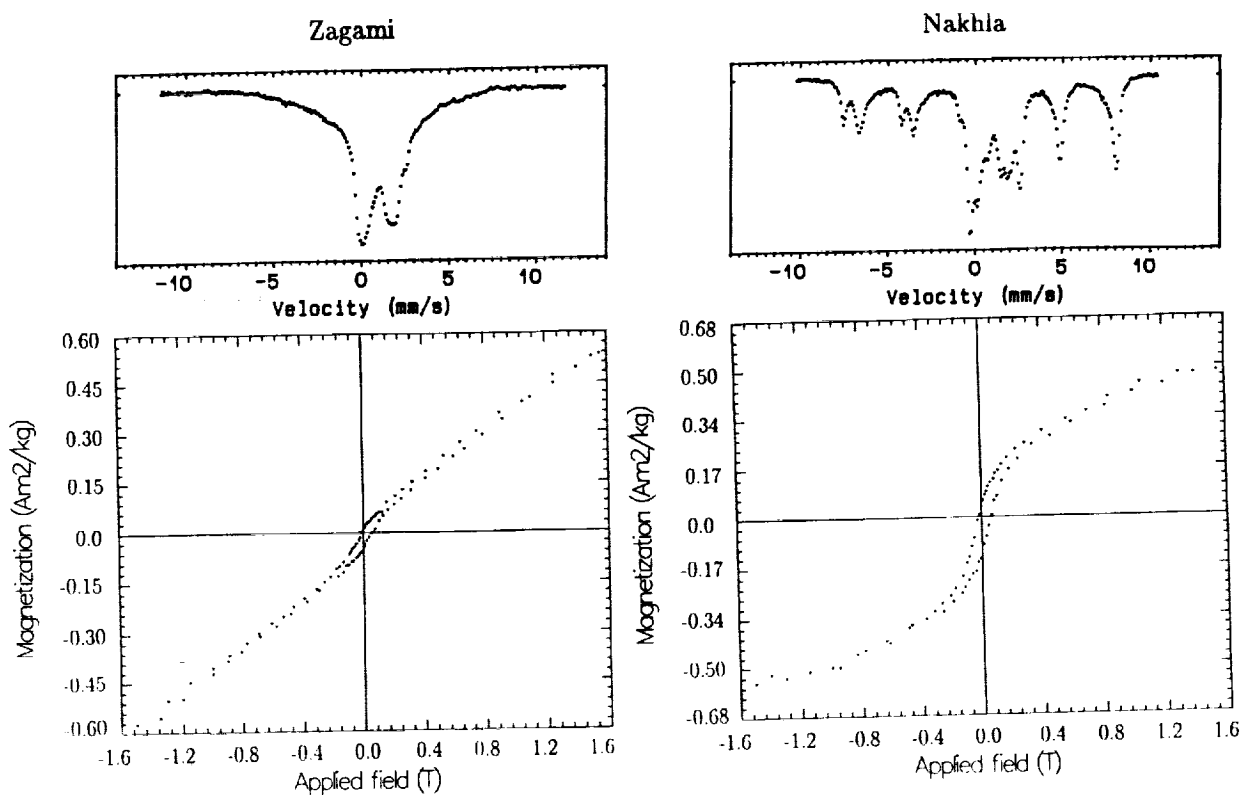 Zagami
Nakhla
-10 -5 0 5 10
Velocity (mm/s)
-10 -5 0 5 10
Velocity (mm/s)
0.60
0.45
0.30
0.15
0.0
-0.15
-0.30
-0.45
-0.60
Magnetization (Am2/kg)
-1.6 -1.2 -0.8 -0.4 0.0 0.4 0.8 1.2 1.6
Applied field (T)
0.68
0.50
0.34
0.17
0.0
-0.17
-0.34
-0.50
-0.68
Magnetization (Am2/kg)
-1.6 -1.2 -0.8 -0.4 0.0 0.4 0.8 1.2 1.6
Applied field (T)